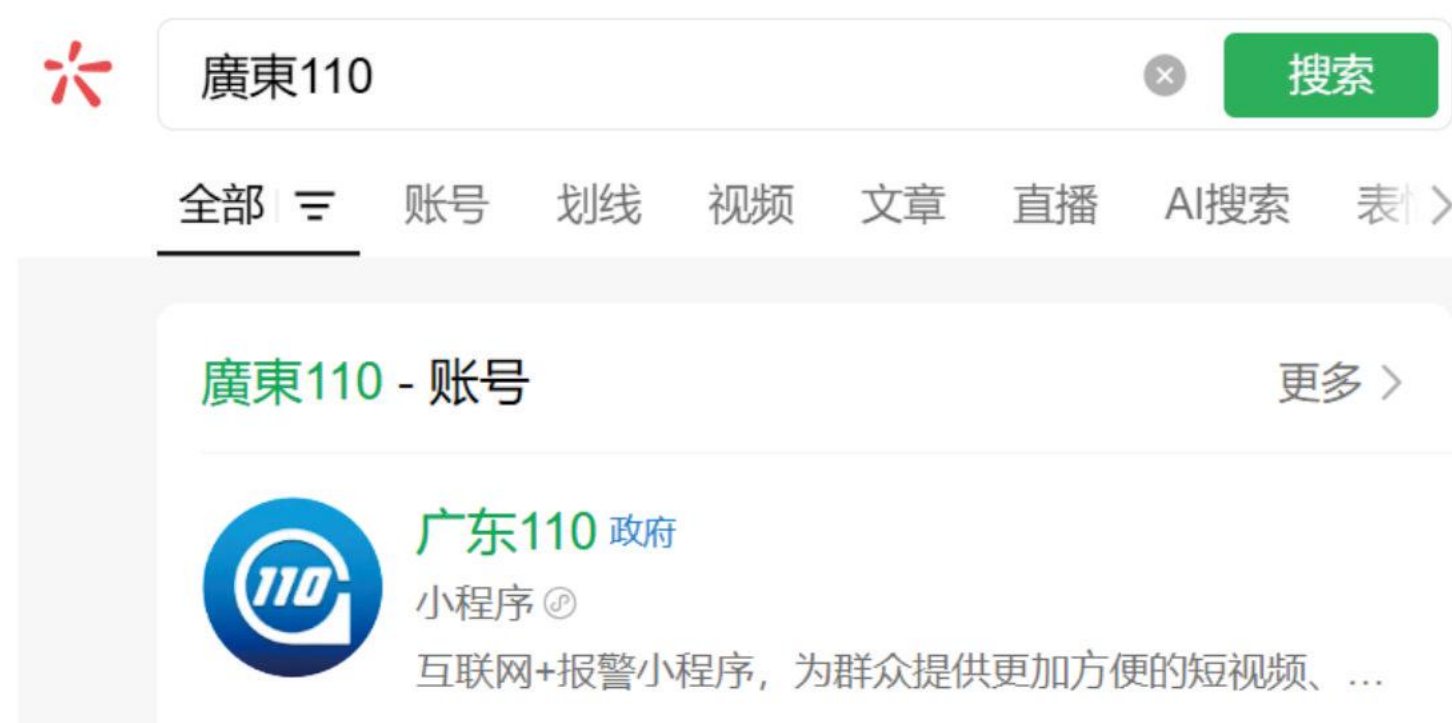 廣東110 搜索
全部 账号 划线 视频 文章 直播 AI搜索 表
廣東110 - 账号 更多
110
广东110 政府
小程序
互联网+报警小程序，为群众提供更加方便的短视频、...